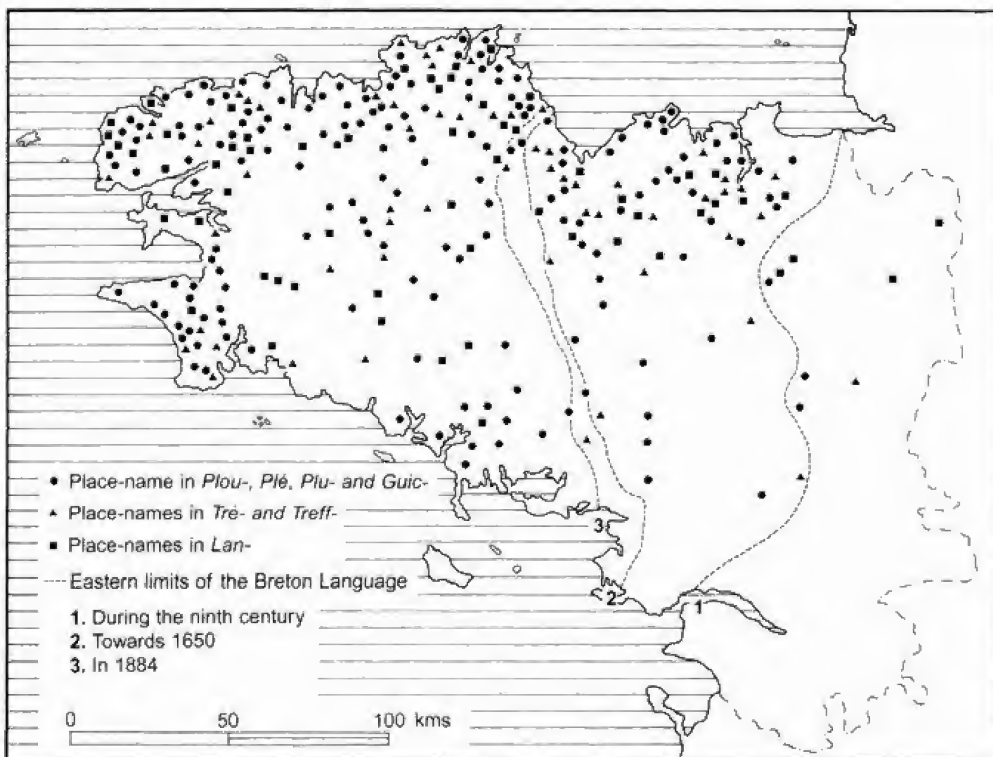 Place-name in Plou-, Plé, Plu- and Guic-
Place-names in Tré- and Treff-
Place-names in Lan-
Eastern limits of the Breton Language
1. During the ninth century
2. Towards 1650
3. In 1884
0 50 100 kms
3
2
1